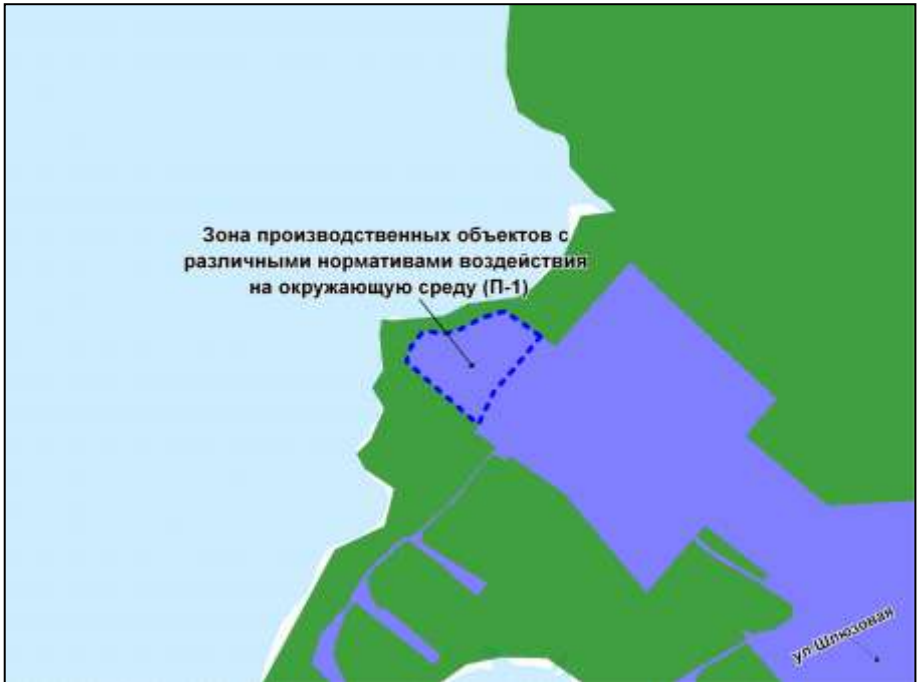 Зона производственных объектов с
различными нормативами воздействия
на окружающую среду (П-1)
ул Шлюзовая